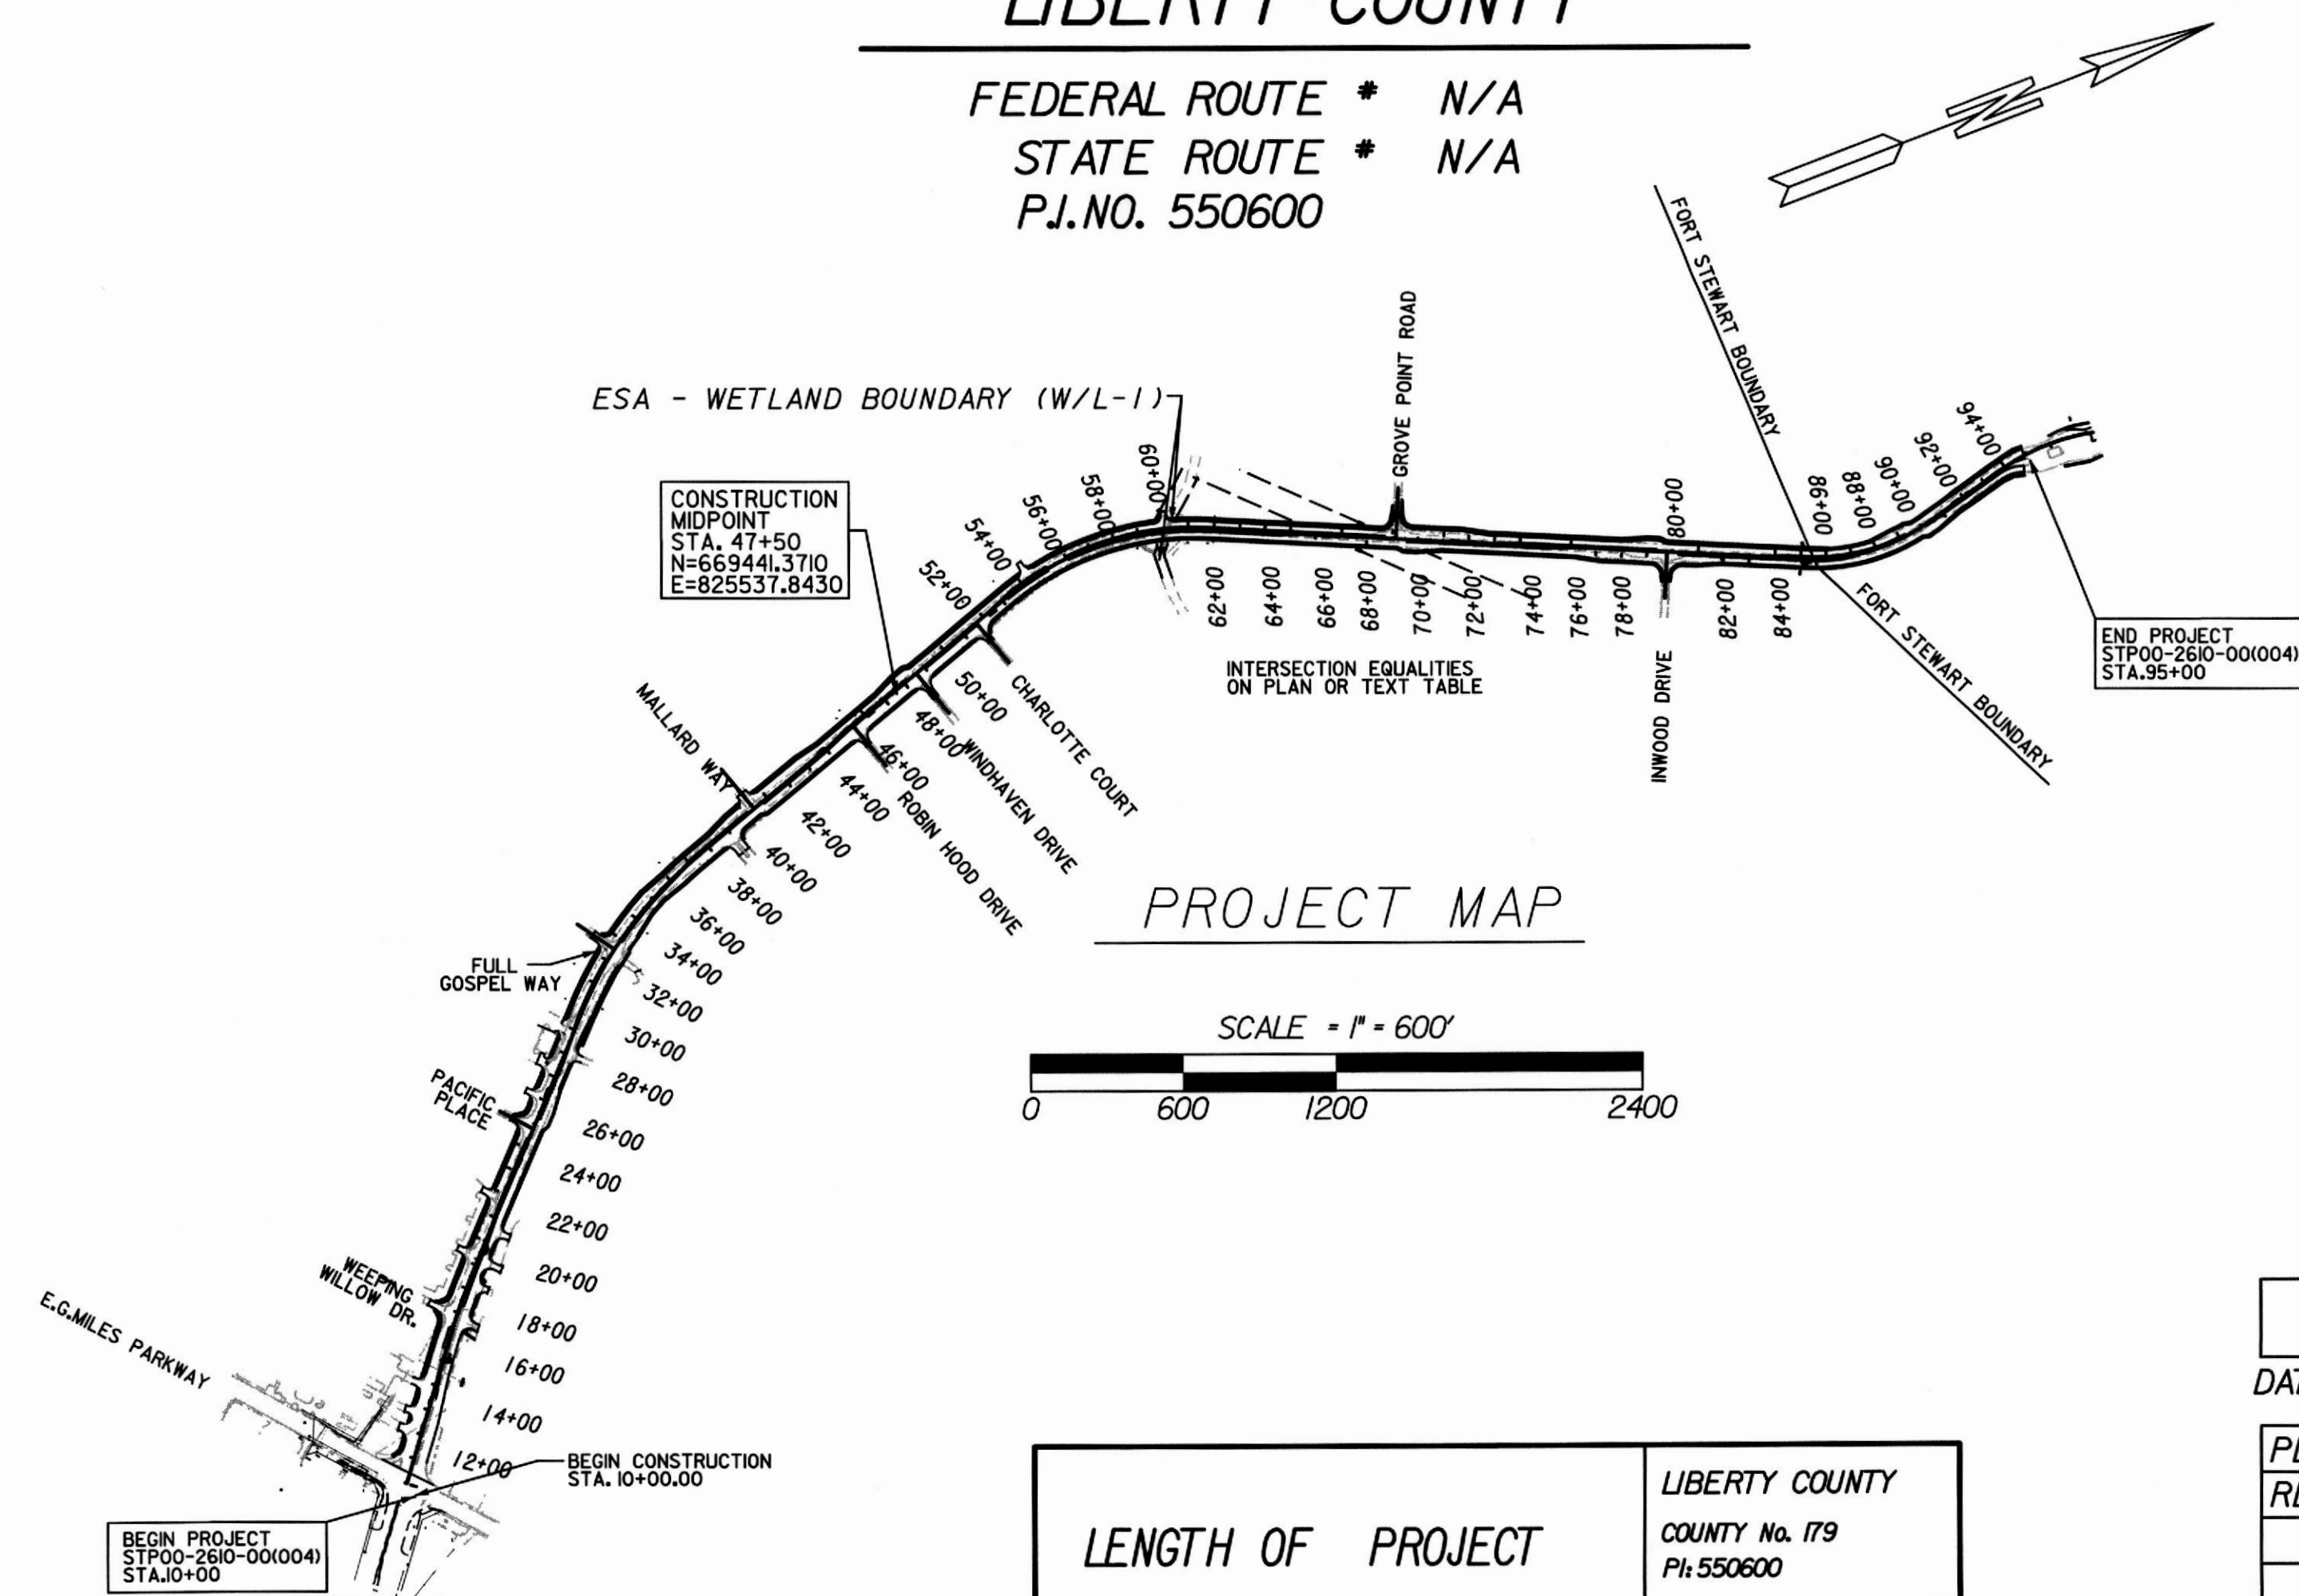 LIBERTY COUNTY
FEDERAL ROUTE # N/A
STATE ROUTE # N/A
P.I.NO. 550600
N
FORT STEWART BOUNDARY
GROVE POINT ROAD
ESA - WETLAND BOUNDARY (W/L-1)
CONSTRUCTION
MIDPOINT
STA. 47+50
N=669441.3710
E=825537.8430
52+00
54+00
56+00
58+00
60+00
80+00
86+00
88+00
90+00
92+00
94+00
62+00
64+00
66+00
68+00
70+00
72+00
74+00
76+00
78+00
82+00
84+00
FORT STEWART BOUNDARY
END PROJECT
STP00-2610-00(004)
STA.95+00
INTERSECTION EQUALITIES
ON PLAN OR TEXT TABLE
INWOOD DRIVE
CHARLOTTE COURT
WINDHAVEN DRIVE
ROBIN HOOD DRIVE
MALLARD WAY
50+00
48+00
46+00
44+00
42+00
40+00
38+00
36+00
34+00
32+00
30+00
28+00
26+00
24+00
22+00
20+00
18+00
16+00
14+00
12+00
FULL
GOSPEL WAY
PACIFIC
PLACE
WEEPING
WILLOW DR.
E.G.MILES PARKWAY
PROJECT MAP
SCALE = 1" = 600'
0 600 1200 2400
BEGIN CONSTRUCTION
STA. 10+00.00
BEGIN PROJECT
STP00-2610-00(004)
STA.10+00
LENGTH OF PROJECT
LIBERTY COUNTY
COUNTY No. 179
PI: 550600